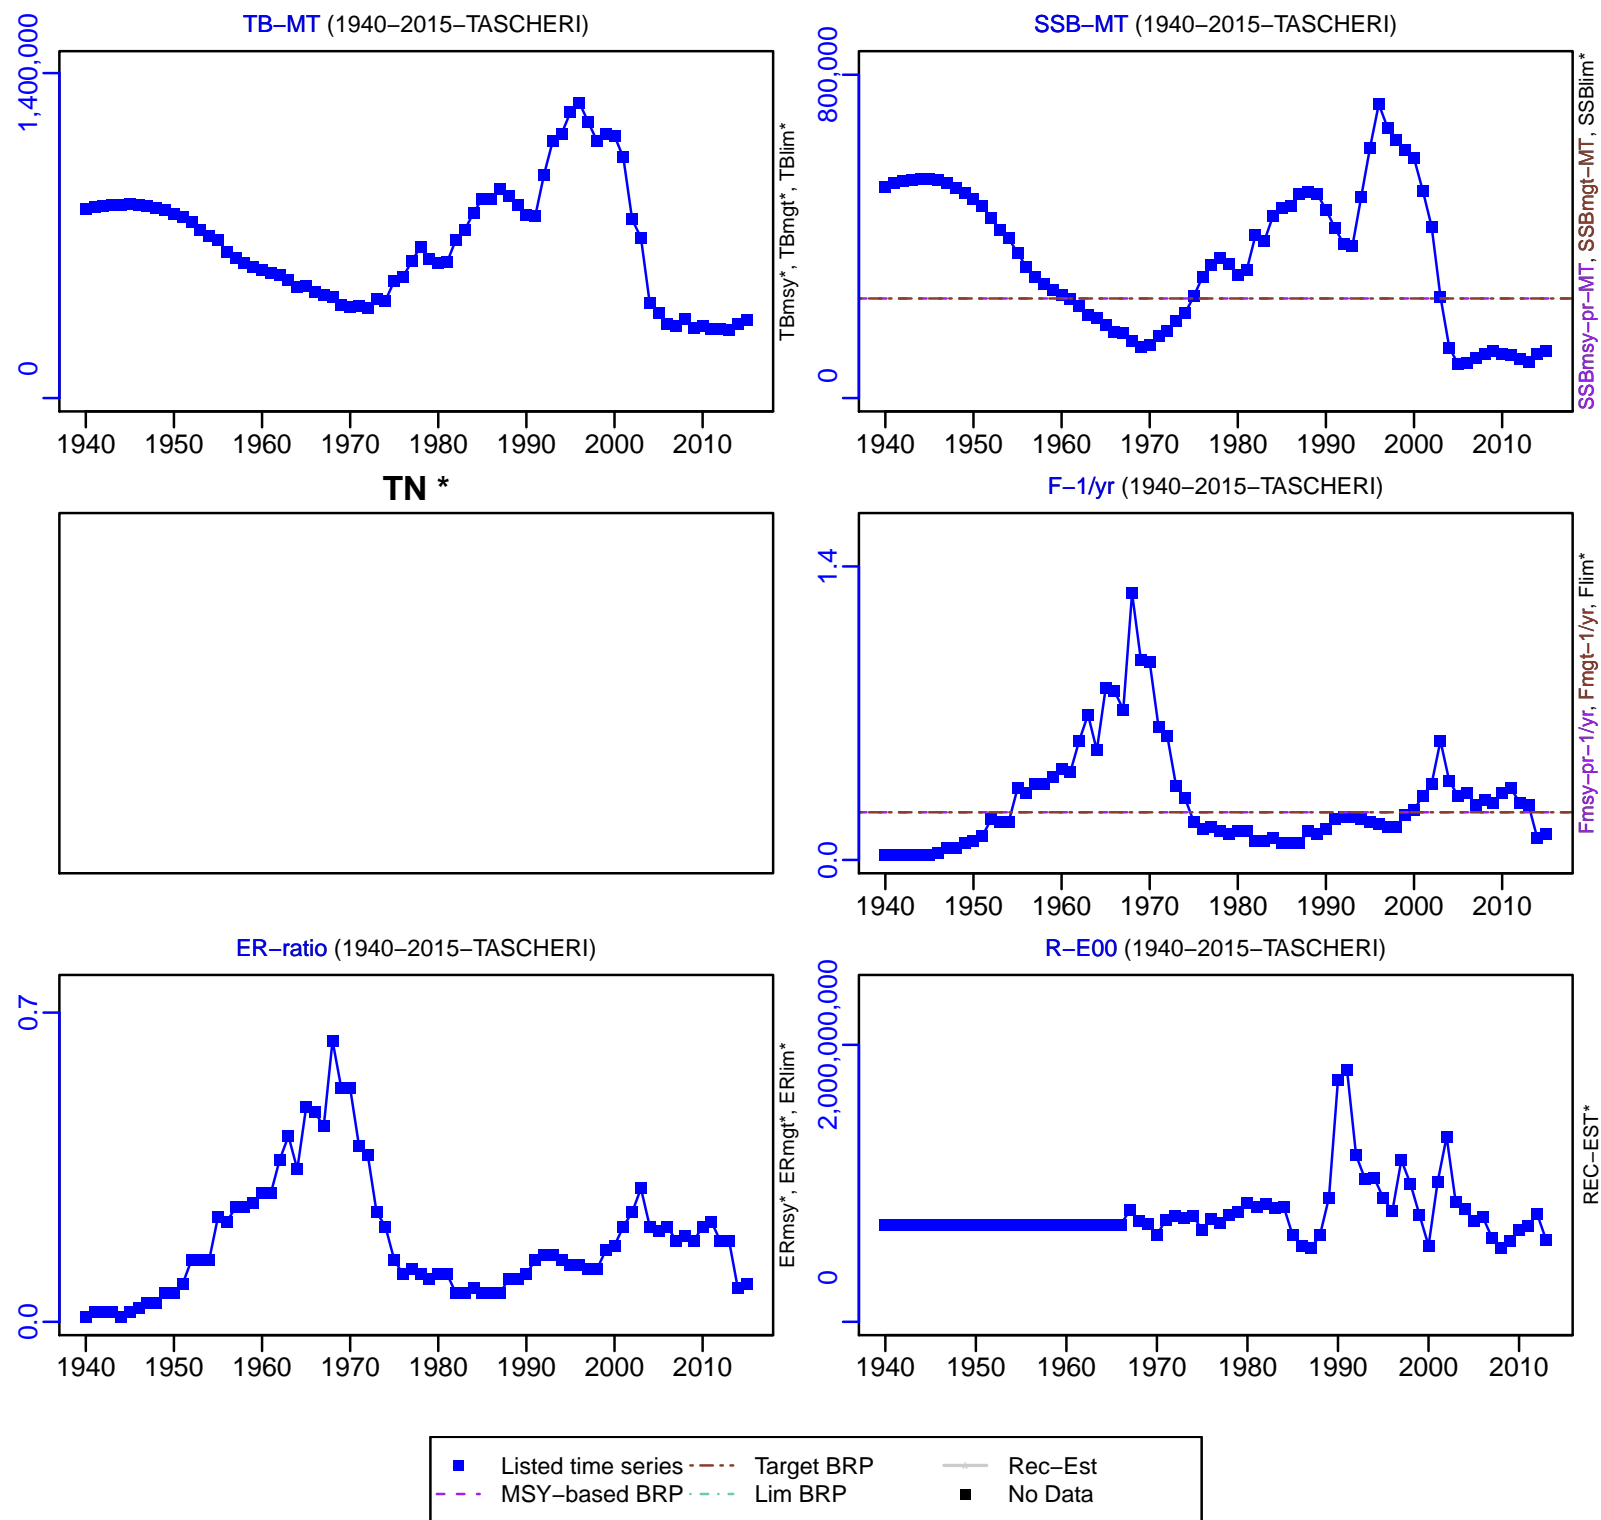 TB−MT (1940−2015−TASCHERI)
1,400,000
0
TBmsy*, TBmgt*, TBlim*
1940 1950 1960 1970 1980 1990 2000 2010
SSB−MT (1940−2015−TASCHERI)
800,000
0
SSBmsy−pr−MT, SSBmgt−MT, SSBlim*
1940 1950 1960 1970 1980 1990 2000 2010
TN *
F−1/yr (1940−2015−TASCHERI)
1.4
0.0
Fmsy−pr−1/yr, Fmgt−1/yr, Flim*
1940 1950 1960 1970 1980 1990 2000 2010
ER−ratio (1940−2015−TASCHERI)
0.7
0.0
ERmsy*, ERmgt*, ERlim*
1940 1950 1960 1970 1980 1990 2000 2010
R−E00 (1940−2015−TASCHERI)
2,000,000,000
0
REC−EST*
1940 1950 1960 1970 1980 1990 2000 2010
Listed time series Target BRP Rec−Est
MSY−based BRP Lim BRP No Data